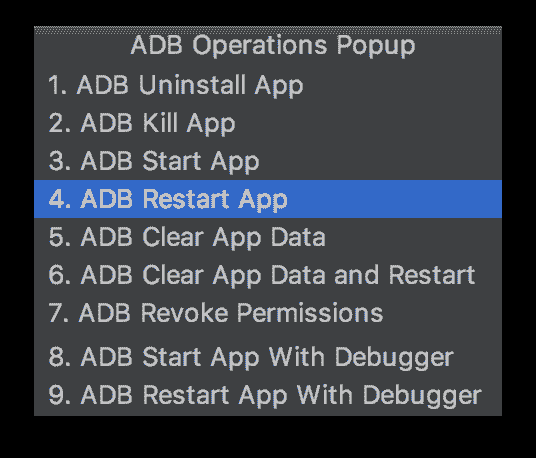 ADB Operations Popup
1. ADB Uninstall App
2. ADB Kill App
3. ADB Start App
4. ADB Restart App
5. ADB Clear App Data
6. ADB Clear App Data and Restart
7. ADB Revoke Permissions
8. ADB Start App With Debugger
9. ADB Restart App With Debugger